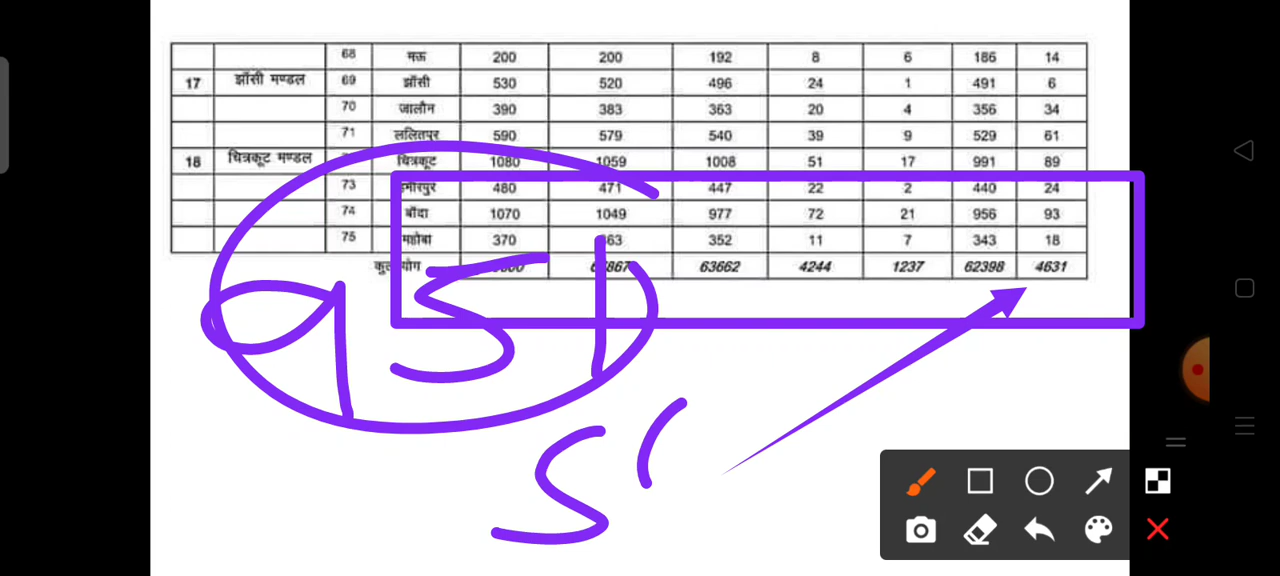 68 मऊ 200 200 192 8 6 186 14
17 झाँसी मण्डल 69 झाँसी 530 520 496 24 1 491 6
70 जालौन 390 383 363 20 4 356 34
71 ललितपुर 590 579 540 39 9 529 61
18 चित्रकूट मण्डल चित्रकूट 1080 1059 1008 51 17 991 89
73 हमीरपुर 480 471 447 22 2 440 24
74 बाँदा 1070 1049 977 72 21 956 93
75 महोबा 370 363 352 11 7 343 18
कुल योग 63662 4244 1237 62398 4631
951